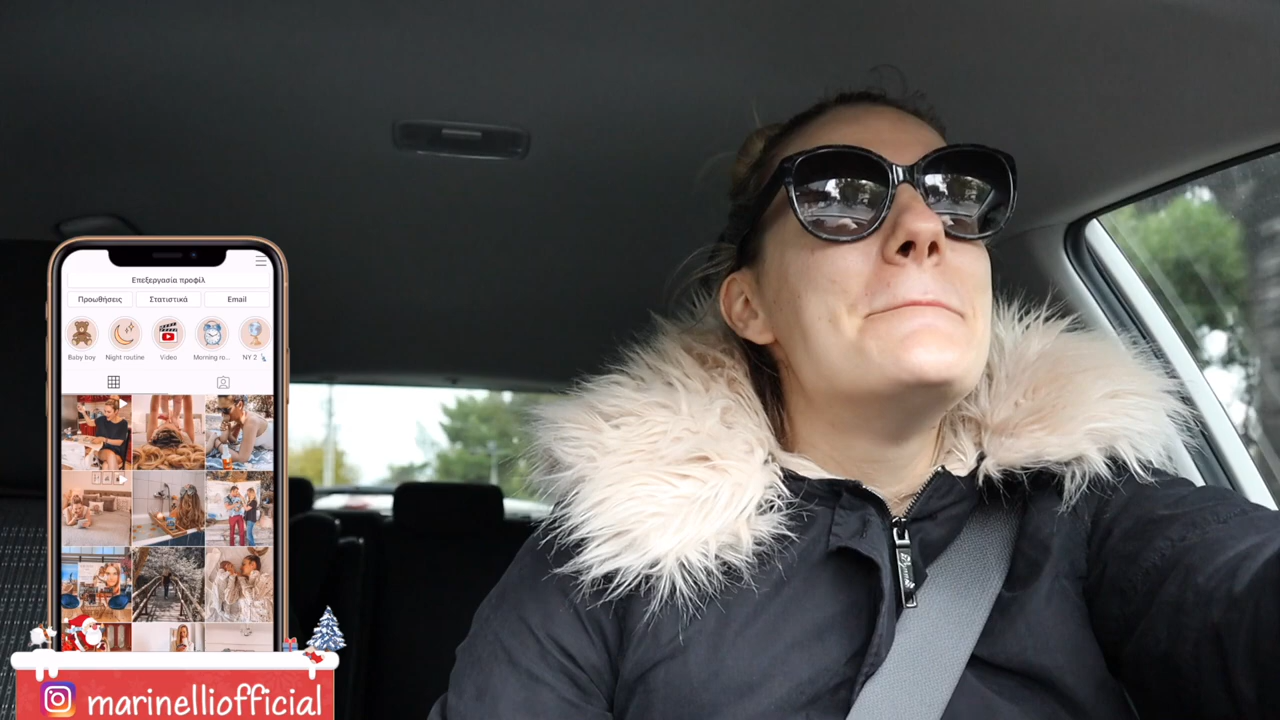 Επεξεργασία προφίλ
Προωθήσεις Στατιστικά Email
Baby boy Night routine Video Morning ro... NY 2
marinelliofficial